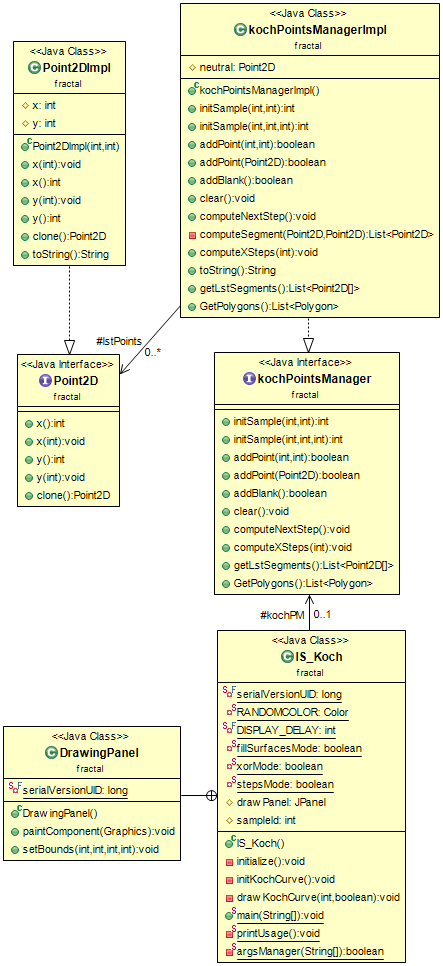 <<Java Class>>
Point2DImpl
fractal
x: int
y: int
Point2DImpl(int,int)
x(int):void
x():int
y(int):void
y():int
clone():Point2D
toString():String
<<Java Class>>
kochPointsManagerImpl
fractal
neutral: Point2D
kochPointsManagerImpl()
initSample(int,int):int
initSample(int,int,int):int
addPoint(int,int):boolean
addPoint(Point2D):boolean
addBlank():boolean
clear():void
computeNextStep():void
computeSegment(Point2D,Point2D):List<Point2D>
computeXSteps(int):void
toString():String
getLstSegments():List<Point2D[]>
GetPolygons():List<Polygon>
#lstPoints
0..*
<<Java Interface>>
Point2D
fractal
x():int
x(int):void
y():int
y(int):void
clone():Point2D
<<Java Interface>>
kochPointsManager
fractal
initSample(int,int):int
initSample(int,int,int):int
addPoint(int,int):boolean
addPoint(Point2D):boolean
addBlank():boolean
clear():void
computeNextStep():void
computeXSteps(int):void
getLstSegments():List<Point2D[]>
GetPolygons():List<Polygon>
#kochPM 0..1
<<Java Class>>
IS_Koch
fractal
serialVersionUID: long
RANDOMCOLOR: Color
DISPLAY_DELAY: int
fillSurfacesMode: boolean
xorMode: boolean
stepsMode: boolean
drawPanel: JPanel
sampleId: int
IS_Koch()
initialize():void
initKochCurve():void
drawKochCurve(int,boolean):void
main(String[]):void
printUsage():void
argsManager(String[]):boolean
<<Java Class>>
DrawingPanel
fractal
serialVersionUID: long
DrawingPanel()
paintComponent(Graphics):void
setBounds(int,int,int,int):void